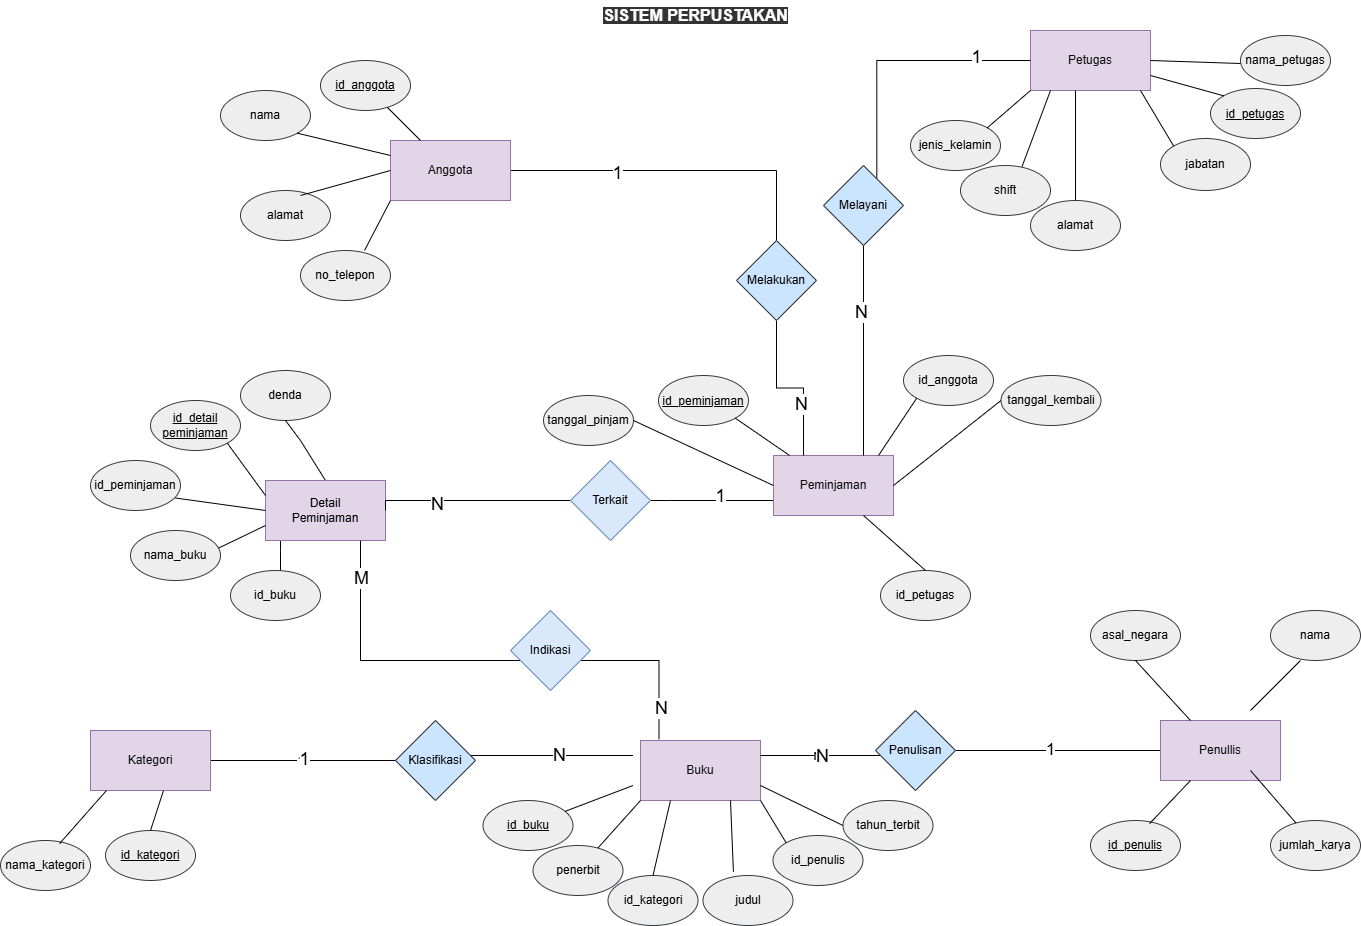 SISTEM PERPUSTAKAN
id_anggota
nama
Anggota
alamat
no_telepon
1
Melakukan
N
1
Petugas
nama_petugas
id_petugas
jenis_kelamin
jabatan
shift
alamat
Melayani
N
denda
id_detail
peminjaman
id_peminjaman
Detail
Peminjaman
nama_buku
id_buku
N
Terkait
1
tanggal_pinjam
id_peminjaman
id_anggota
tanggal_kembali
Peminjaman
id_petugas
M
Indikasi
N
Kategori
nama_kategori
id_kategori
1
Klasifikasi
N
Buku
id_buku
penerbit
id_kategori
judul
id_penulis
tahun_terbit
N
Penulisan
1
asal_negara
nama
Penullis
id_penulis
jumlah_karya